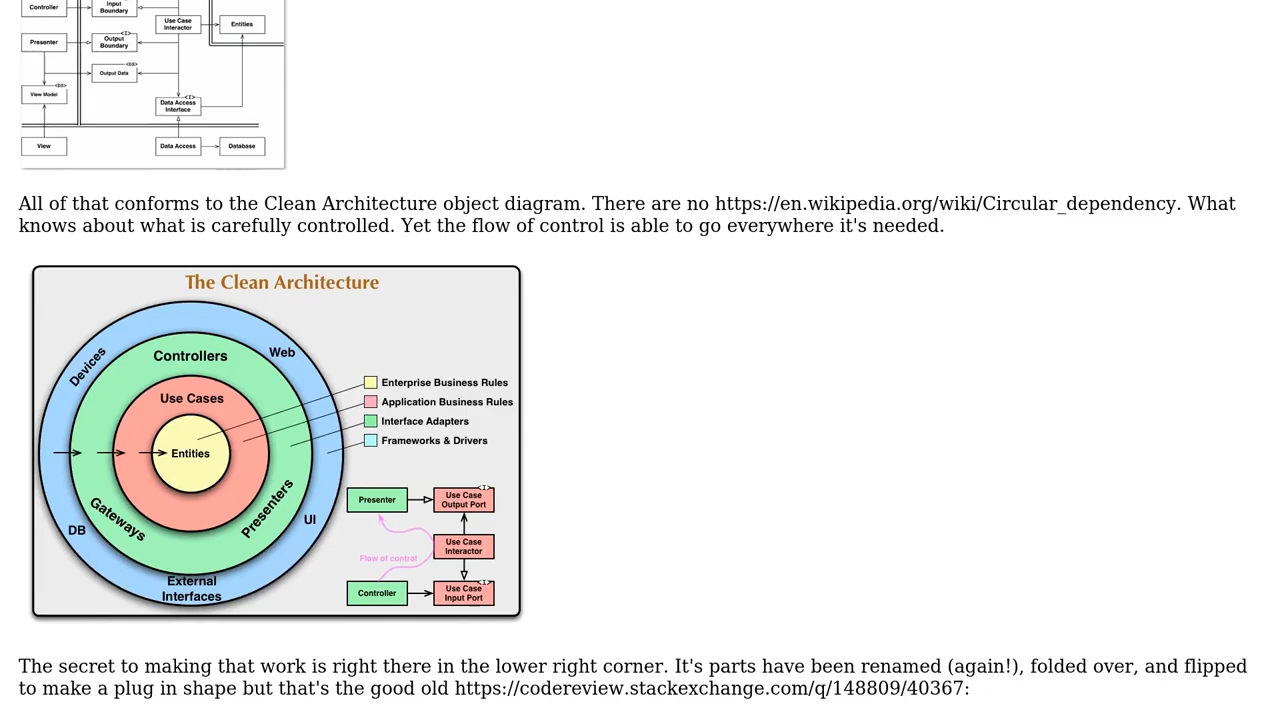 Controller
Input
Boundary
Use Case
Interactor
Entities
Presenter
<I>
Output
Boundary
<DS>
Output Data
<DS>
View Model
<I>
Data Access
Interface
View
Data Access
Database
All of that conforms to the Clean Architecture object diagram. There are no https://en.wikipedia.org/wiki/Circular_dependency. What
knows about what is carefully controlled. Yet the flow of control is able to go everywhere it's needed.
The Clean Architecture
Devices
Web
Controllers
Use Cases
Entities
Gateways
Presenters
DB
UI
External
Interfaces
Enterprise Business Rules
Application Business Rules
Interface Adapters
Frameworks & Drivers
Presenter
<I>
Use Case
Output Port
Use Case
Interactor
Flow of control
Controller
<I>
Use Case
Input Port
The secret to making that work is right there in the lower right corner. It's parts have been renamed (again!), folded over, and flipped
to make a plug in shape but that's the good old https://codereview.stackexchange.com/q/148809/40367: